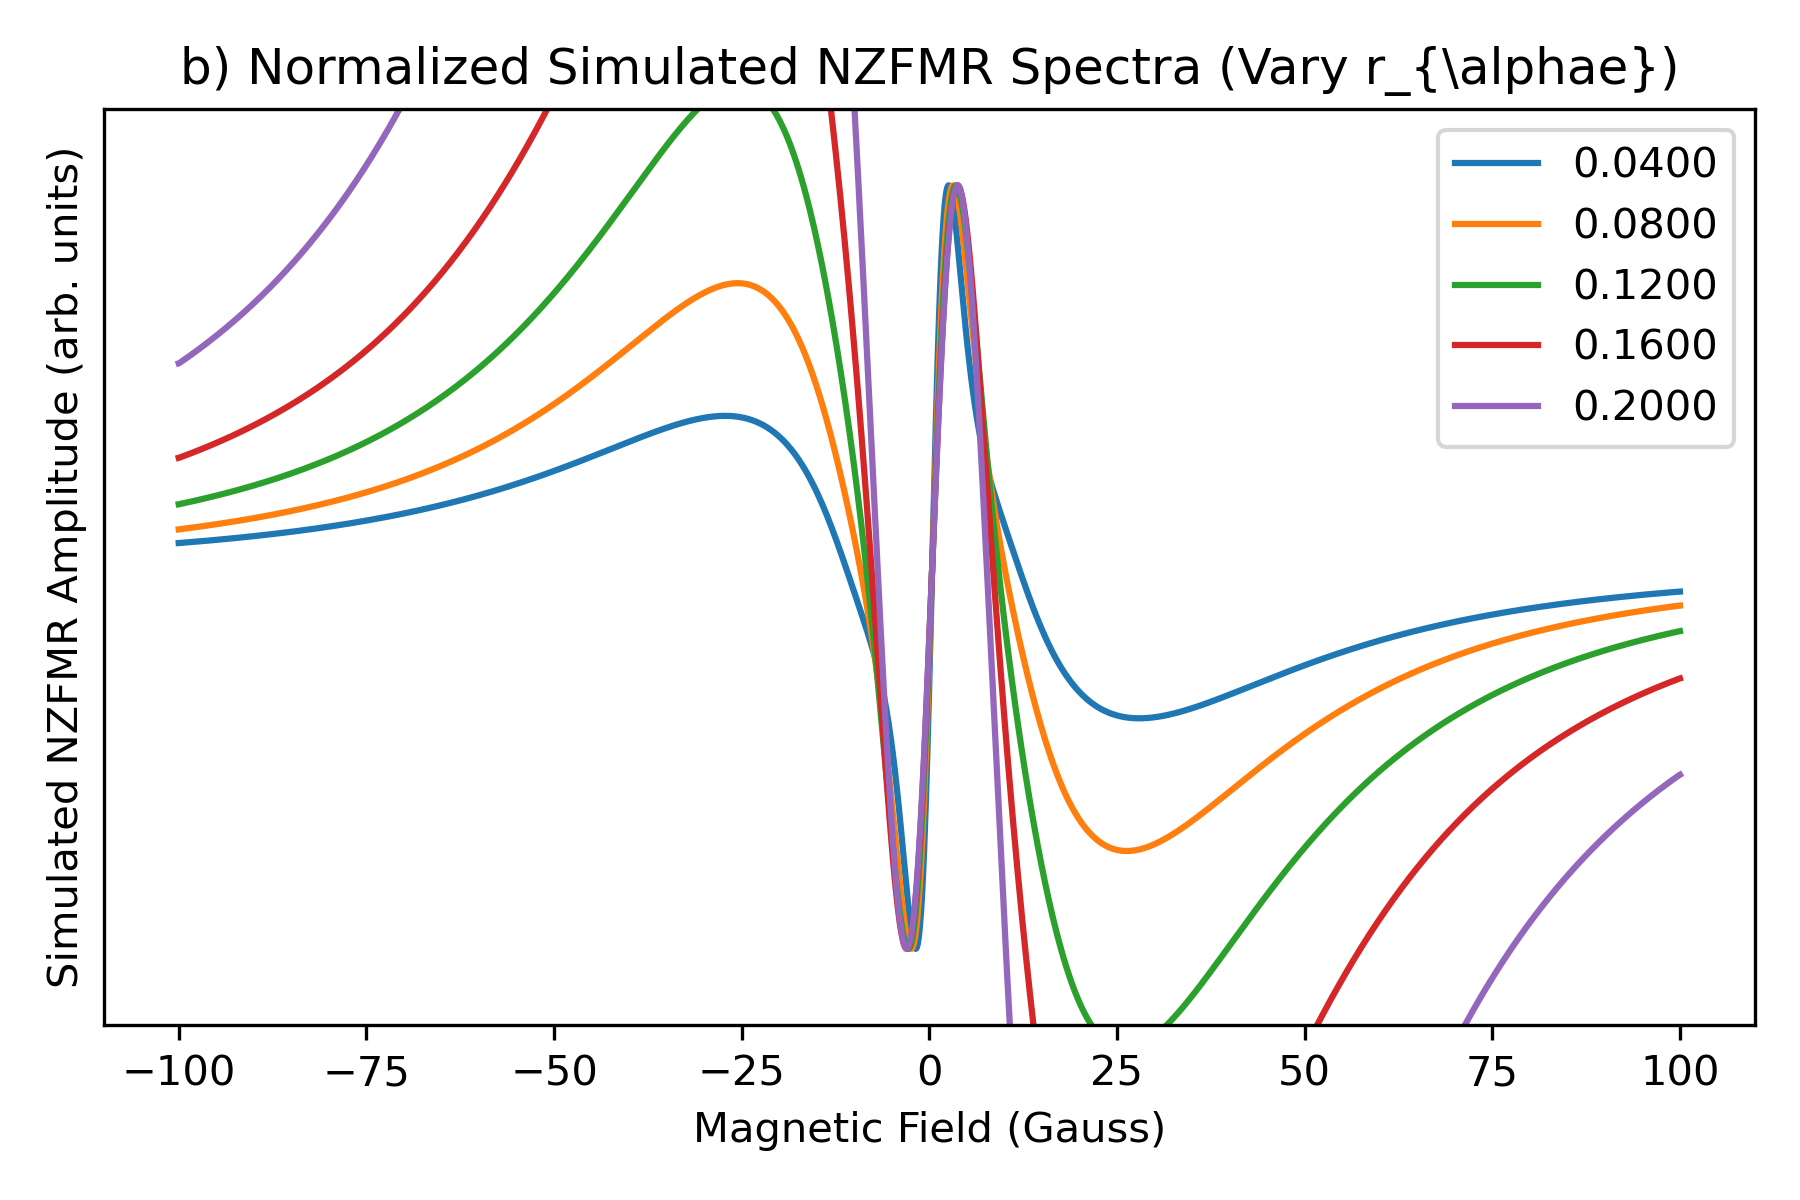 b) Normalized Simulated NZFMR Spectra (Vary r_{\alphae})
Simulated NZFMR Amplitude (arb. units)
0.0400
0.0800
0.1200
0.1600
0.2000
−100 −75 −50 −25 0 25 50 75 100
Magnetic Field (Gauss)